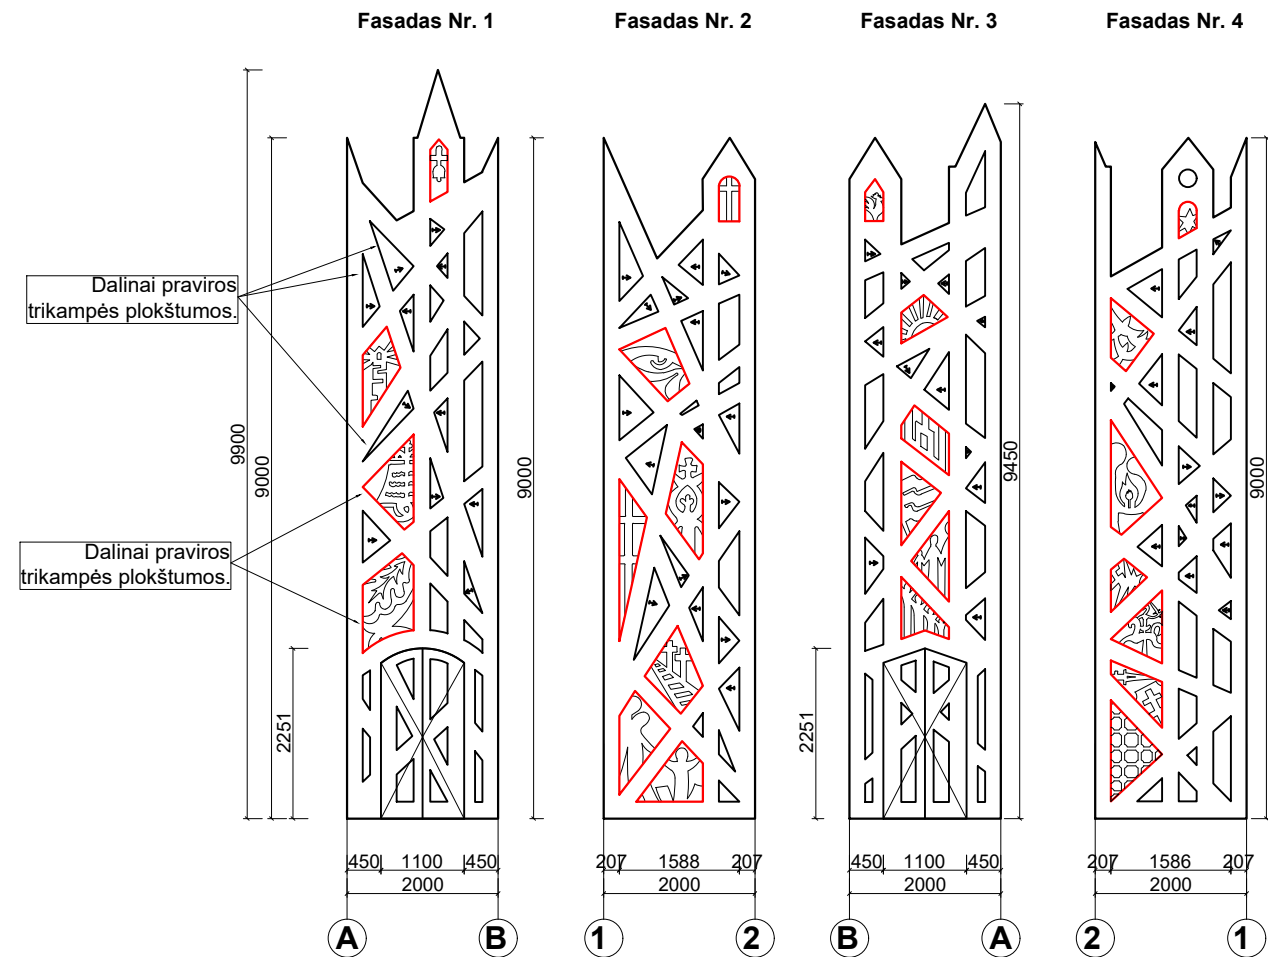 Fasadas Nr. 1
Fasadas Nr. 2
Fasadas Nr. 3
Fasadas Nr. 4
Dalinai praviros
trikampės plokštumos.
Dalinai praviros
trikampės plokštumos.
9900
9000
2251
9000
2251
9450
9000
450 1100 450
2000
207 1588 207
2000
450 1100 450
2000
207 1586 207
2000
A B
1 2
B A
2 1